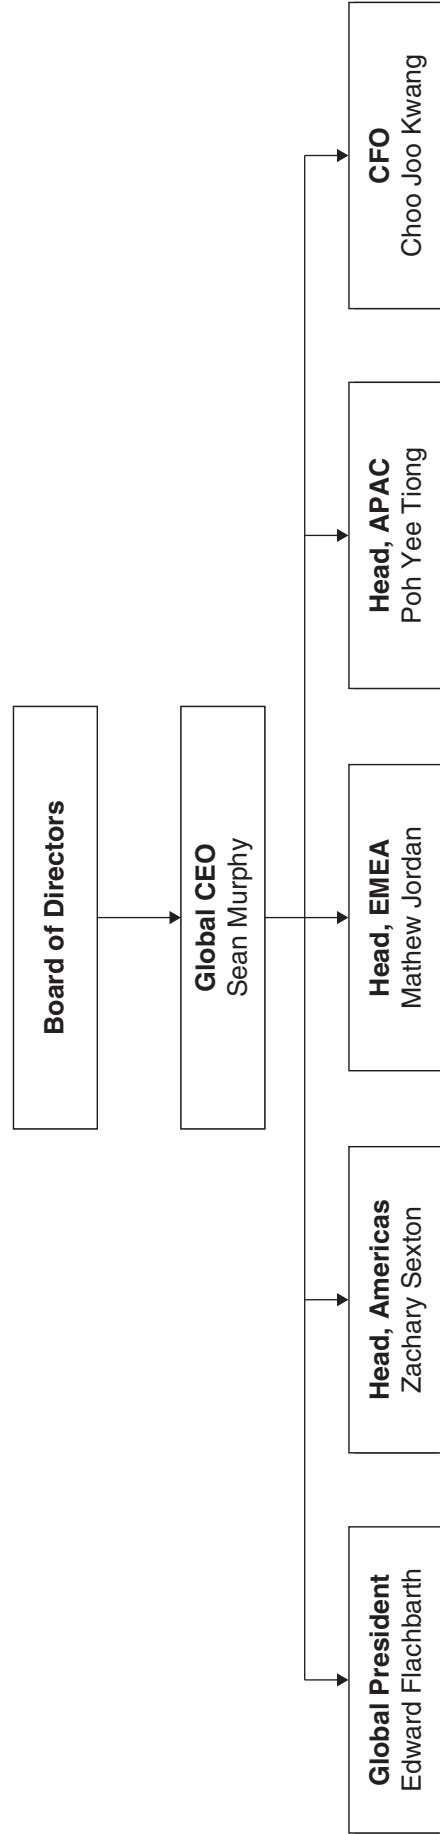 Board of Directors
Global CEO
Sean Murphy
Global President
Edward Flachbarth
Head, Americas
Zachary Sexton
Head, EMEA
Mathew Jordan
Head, APAC
Poh Yee Tiong
CFO
Choo Joo Kwang